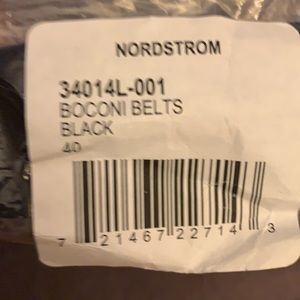 NORDSTROM
34014L-001
BOCONI BELTS
BLACK
40
7 21467 22714 3